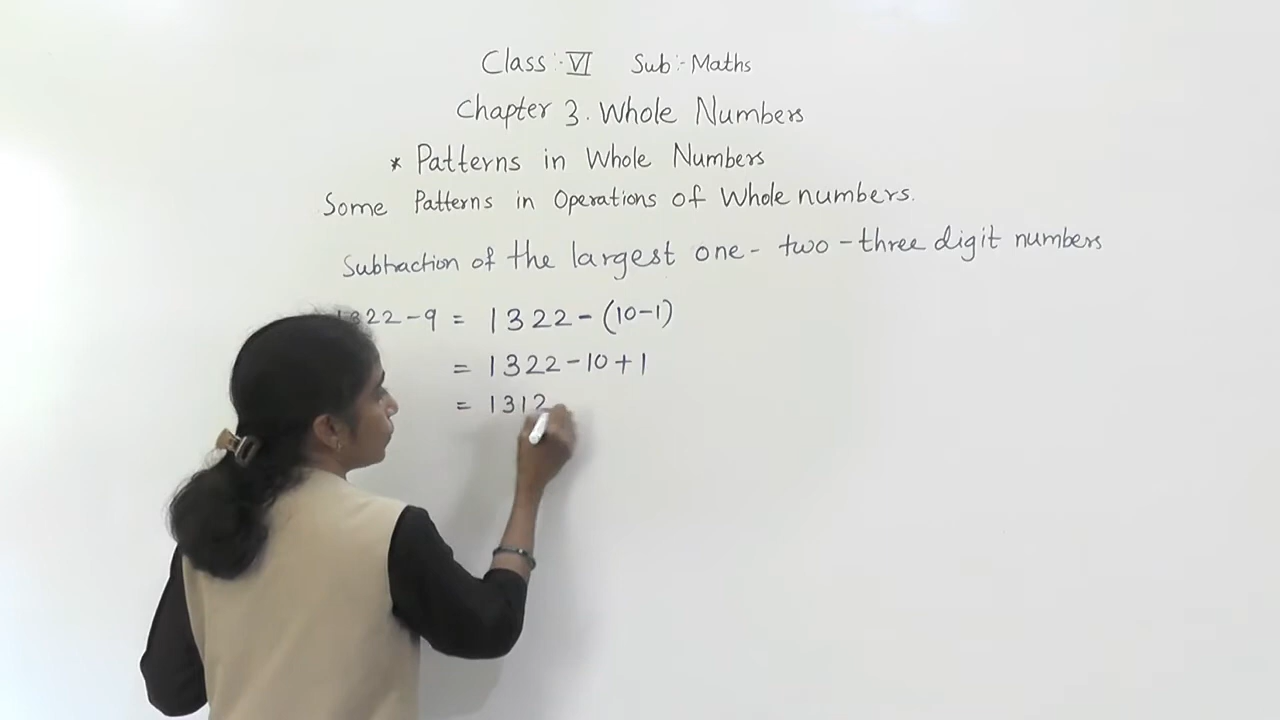 Class :- VI Sub :- Maths
Chapter 3. Whole Numbers
* Patterns in Whole Numbers
Some Patterns in Operations of Whole numbers.
Subtraction of the largest one - two - three digit numbers
1322 - 9 = 1322 - (10-1)
= 1322 - 10 + 1
= 1312